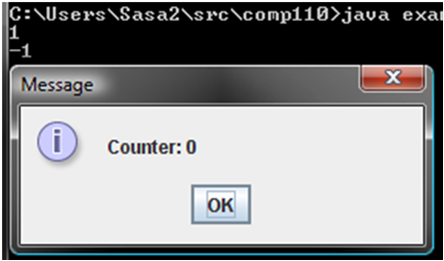 C:\Users\Sasa2\src\comp110>java exa
1
-1
Message
Counter: 0
OK